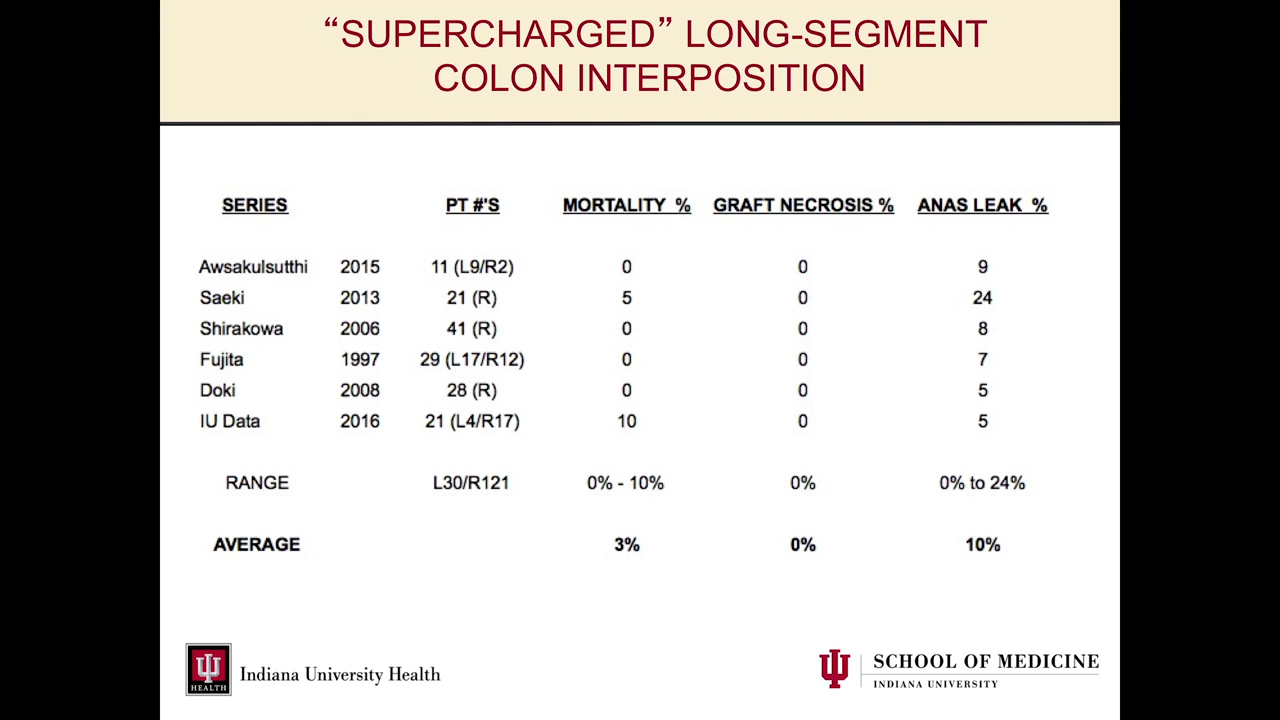 “SUPERCHARGED” LONG-SEGMENT
COLON INTERPOSITION
SERIES PT #'S MORTALITY % GRAFT NECROSIS % ANAS LEAK %
Awsakulsutthi 2015 11 (L9/R2) 0 0 9
Saeki 2013 21 (R) 5 0 24
Shirakowa 2006 41 (R) 0 0 8
Fujita 1997 29 (L17/R12) 0 0 7
Doki 2008 28 (R) 0 0 5
IU Data 2016 21 (L4/R17) 10 0 5
RANGE L30/R121 0% - 10% 0% 0% to 24%
AVERAGE 3% 0% 10%
HEALTH Indiana University Health
SCHOOL OF MEDICINE
INDIANA UNIVERSITY